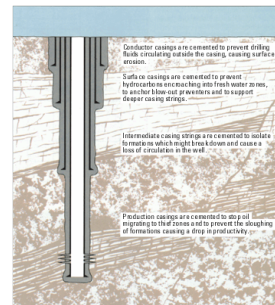 Conductor casings are cemented to prevent drilling
fluids circulating outside the casing, causing surface
erosion.
Surface casings are cemented to prevent
hydrocarbons encroaching into fresh water zones,
to anchor blow-out preventers and to support
deeper casing strings.
Intermediate casing strings are cemented to isolate
formations which might breakdown and cause a
loss of circulation in the well.
Production casings are cemented to stop oil
migrating to thief zones and to prevent the sloughing
of formations causing a drop in productivity.